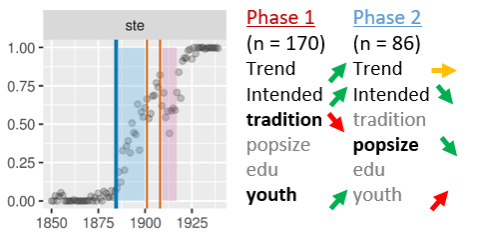 ste
1.00
0.75
0.50
0.25
0.00
1850 1875 1900 1925
Phase 1 Phase 2
(n = 170) (n = 86)
Trend Trend
Intended Intended
tradition tradition
popsize popsize
edu edu
youth youth